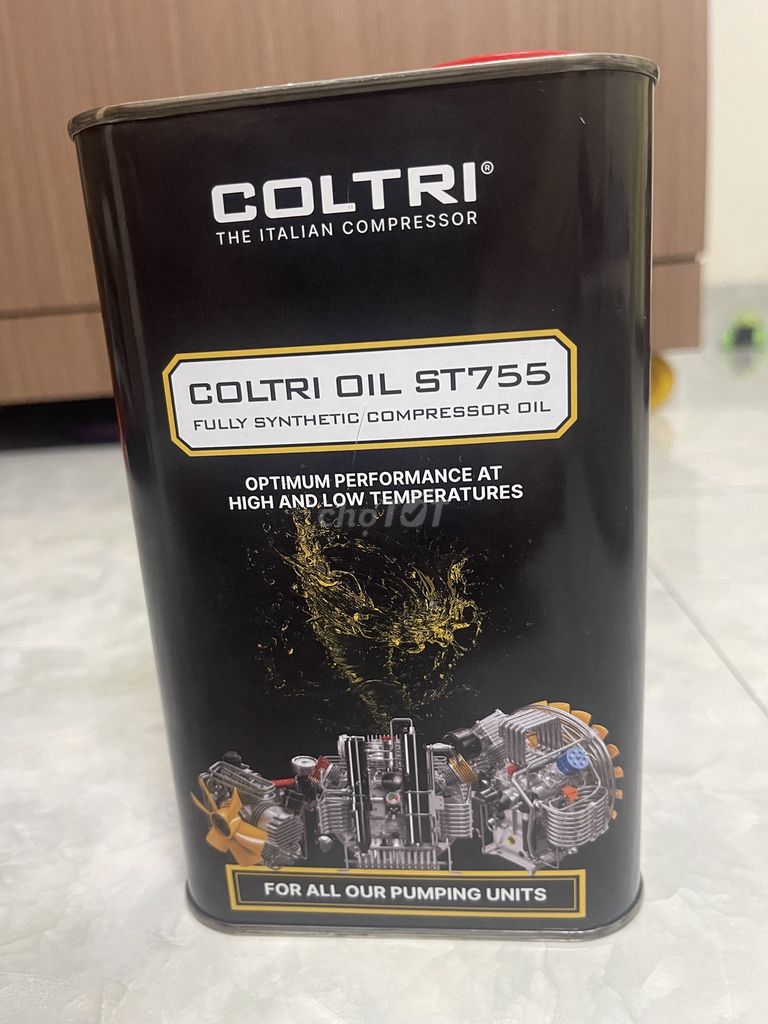 COLTRI®
THE ITALIAN COMPRESSOR
COLTRI OIL ST755
FULLY SYNTHETIC COMPRESSOR OIL
OPTIMUM PERFORMANCE AT
HIGH AND LOW TEMPERATURES
chợTỐT
FOR ALL OUR PUMPING UNITS